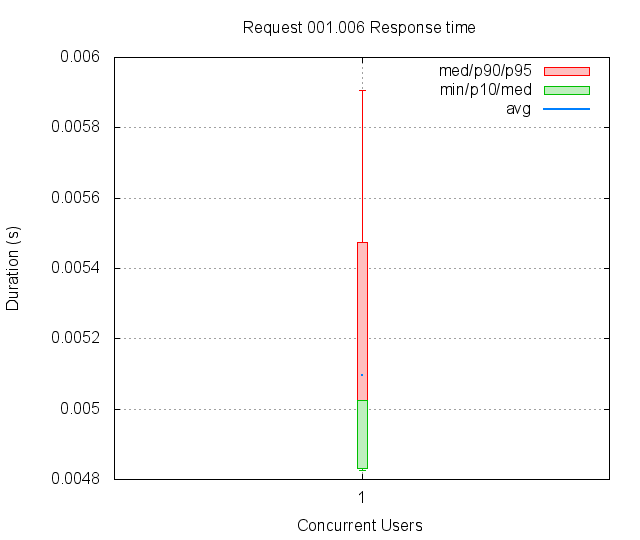 Request 001.006 Response time
0.006
med/p90/p95
min/p10/med
avg
0.0058
0.0056
0.0054
0.0052
0.005
0.0048
Duration (s)
1
Concurrent Users